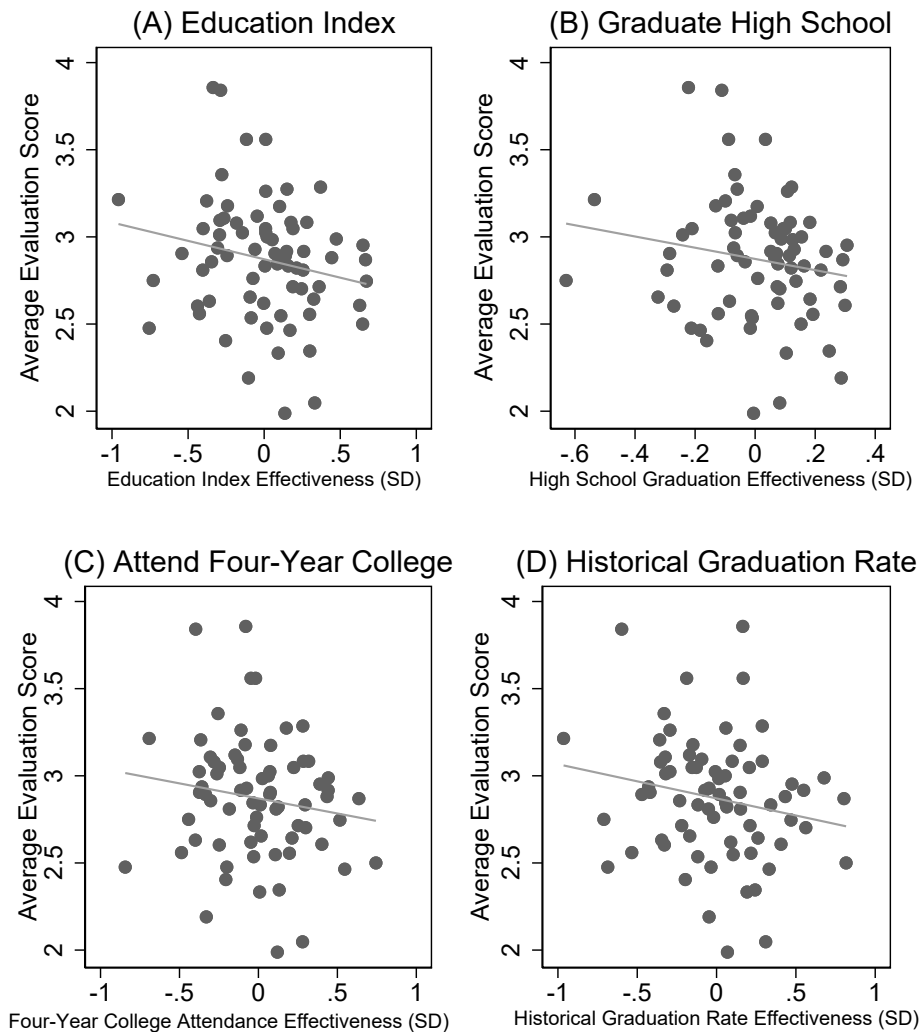 (A) Education Index
Average Evaluation Score
4
3.5
3
2.5
2
-1 -.5 0 .5 1
Education Index Effectiveness (SD)
(B) Graduate High School
Average Evaluation Score
4
3.5
3
2.5
2
-.6 -.4 -.2 0 .2 .4
High School Graduation Effectiveness (SD)
(C) Attend Four-Year College
Average Evaluation Score
4
3.5
3
2.5
2
-1 -.5 0 .5 1
Four-Year College Attendance Effectiveness (SD)
(D) Historical Graduation Rate
Average Evaluation Score
4
3.5
3
2.5
2
-1 -.5 0 .5 1
Historical Graduation Rate Effectiveness (SD)